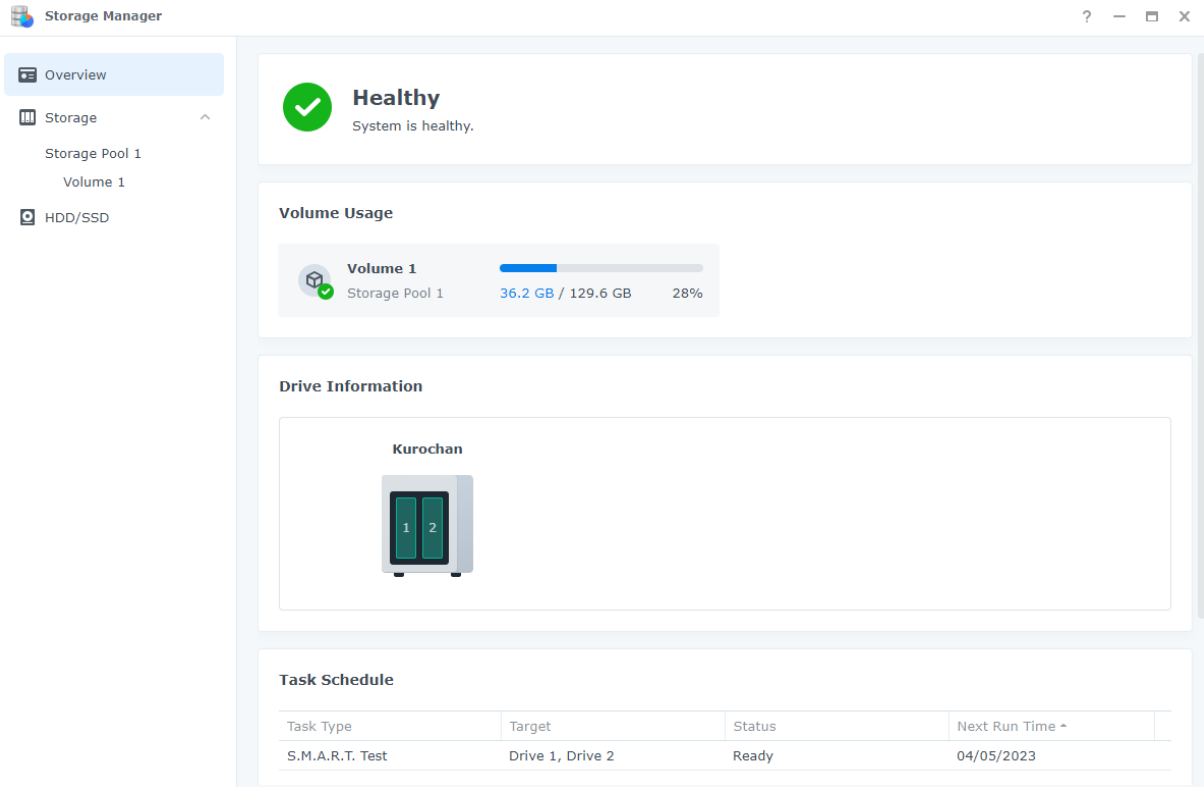 Storage Manager
?
Overview
Storage
Storage Pool 1
Volume 1
HDD/SSD
Healthy
System is healthy.
Volume Usage
Volume 1
Storage Pool 1
36.2 GB / 129.6 GB 28%
Drive Information
Kurochan
1 2
Task Schedule
Task Type Target Status Next Run Time
S.M.A.R.T. Test Drive 1, Drive 2 Ready 04/05/2023